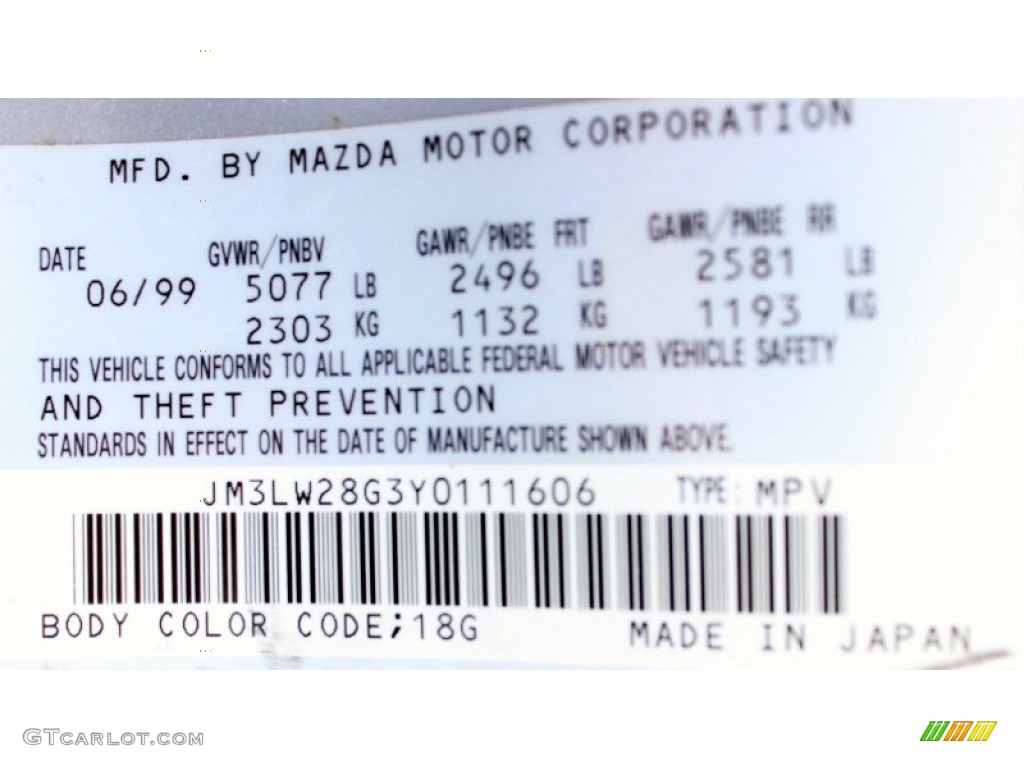 MFD. BY MAZDA MOTOR CORPORATION
DATE GVWR/PNBV GAWR/PNBE FRT GAWR/PNBE RR
06/99 5077 LB 2496 LB 2581 LB
2303 KG 1132 KG 1193 KG
THIS VEHICLE CONFORMS TO ALL APPLICABLE FEDERAL MOTOR VEHICLE SAFETY
AND THEFT PREVENTION
STANDARDS IN EFFECT ON THE DATE OF MANUFACTURE SHOWN ABOVE.
JM3LW28G3Y0111606 TYPE: MPV
BODY COLOR CODE;18G MADE IN JAPAN
GTCARLOT.COM